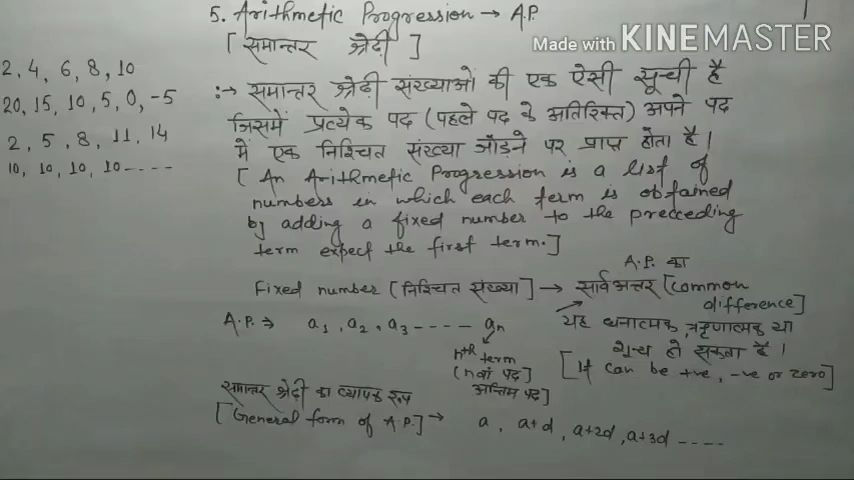 5. Arithmetic Progression → A.P.
1
[समान्तर श्रेढ़ी]
Made with KINEMASTER
2, 4, 6, 8, 10
20, 15, 10, 5, 0, -5
2, 5, 8, 11, 14
10, 10, 10, 10 ----
:→ समान्तर श्रेढ़ी संख्याओं की एक ऐसी सूची है
जिसमें प्रत्येक पद (पहले पद के अतिरिक्त) अपने पद
में एक निश्चित संख्या जोड़ने पर प्राप्त होता है।
[An Arithmetic Progression is a list of
numbers in which each term is obtained
by adding a fixed number to the preceeding
term expect the first term.]
A.P. का
Fixed number [निश्चित संख्या] → सार्वअन्तर [common
difference]
A.P. ⇒ a₁, a₂, a₃ ---- aₙ
यह धनात्मक, ऋणात्मक या
शून्य हो सकता है।
[It can be +ve, -ve or zero]
nth term
(nवाँ पद)
अन्तिम पद]
समान्तर श्रेढ़ी का व्यापक रूप
[General form of A.P.] → a, a+d, a+2d, a+3d ----